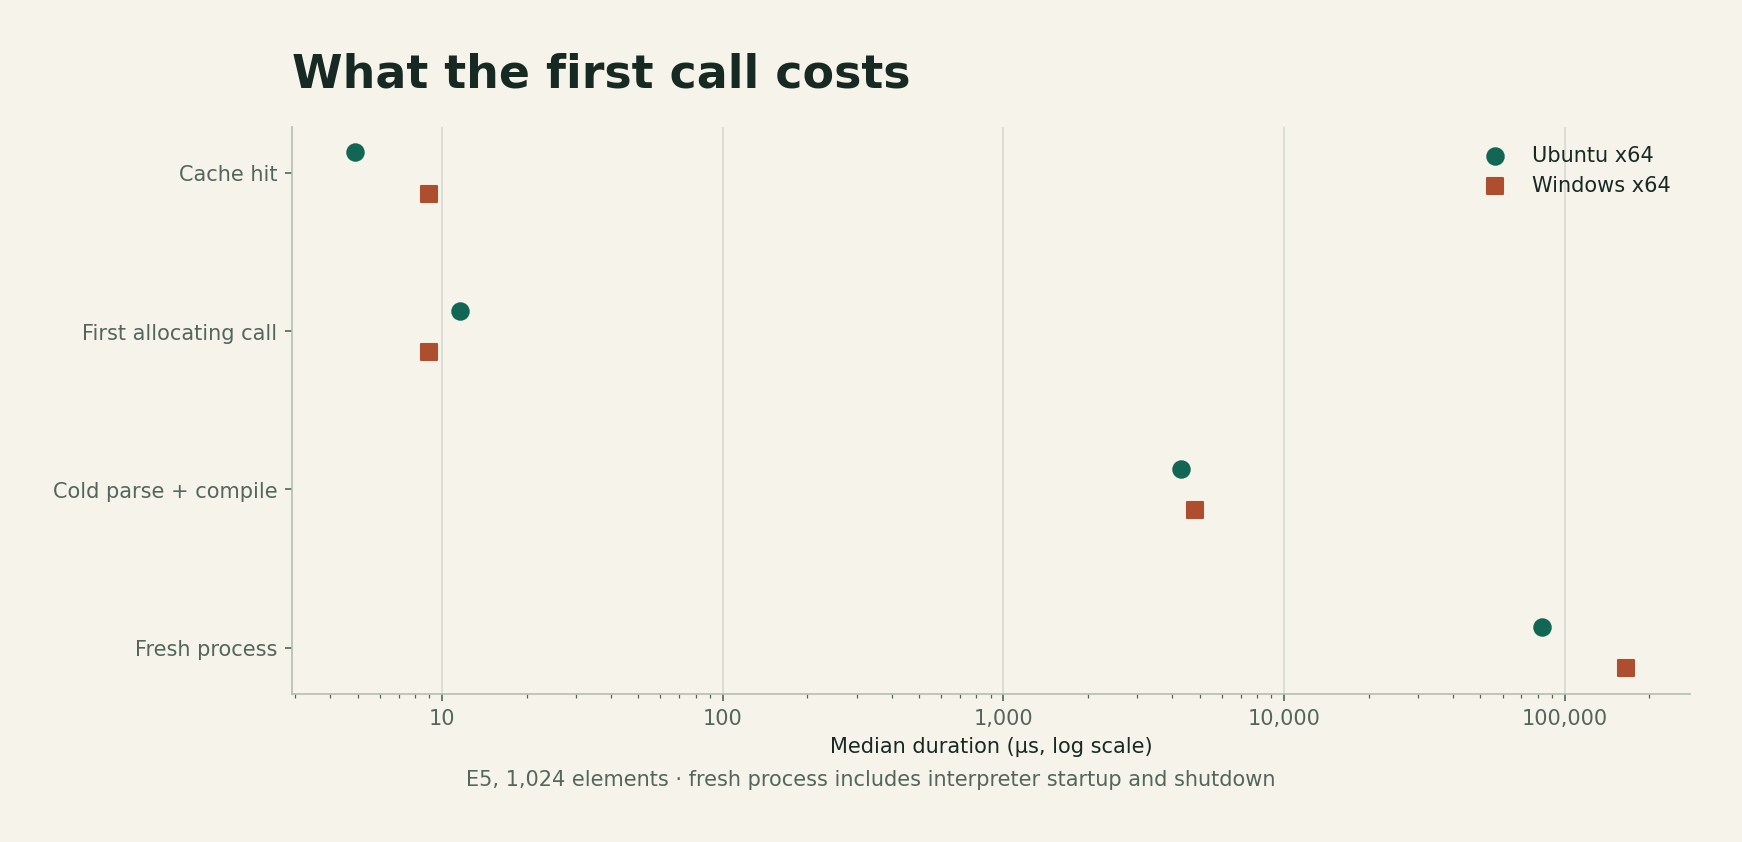 What the first call costs
Ubuntu x64
Windows x64
Cache hit
First allocating call
Cold parse + compile
Fresh process
10
100
1,000
10,000
100,000
Median duration (µs, log scale)
E5, 1,024 elements · fresh process includes interpreter startup and shutdown